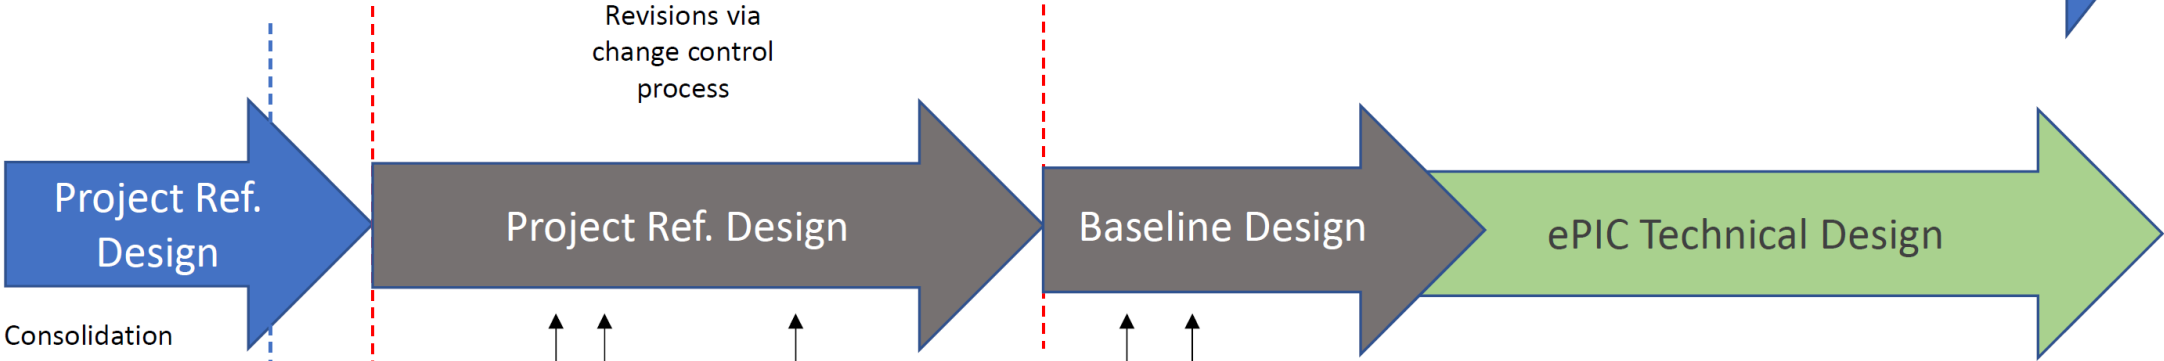 Revisions via
change control
process
Project Ref.
Design
Project Ref. Design
Baseline Design
ePIC Technical Design
Consolidation